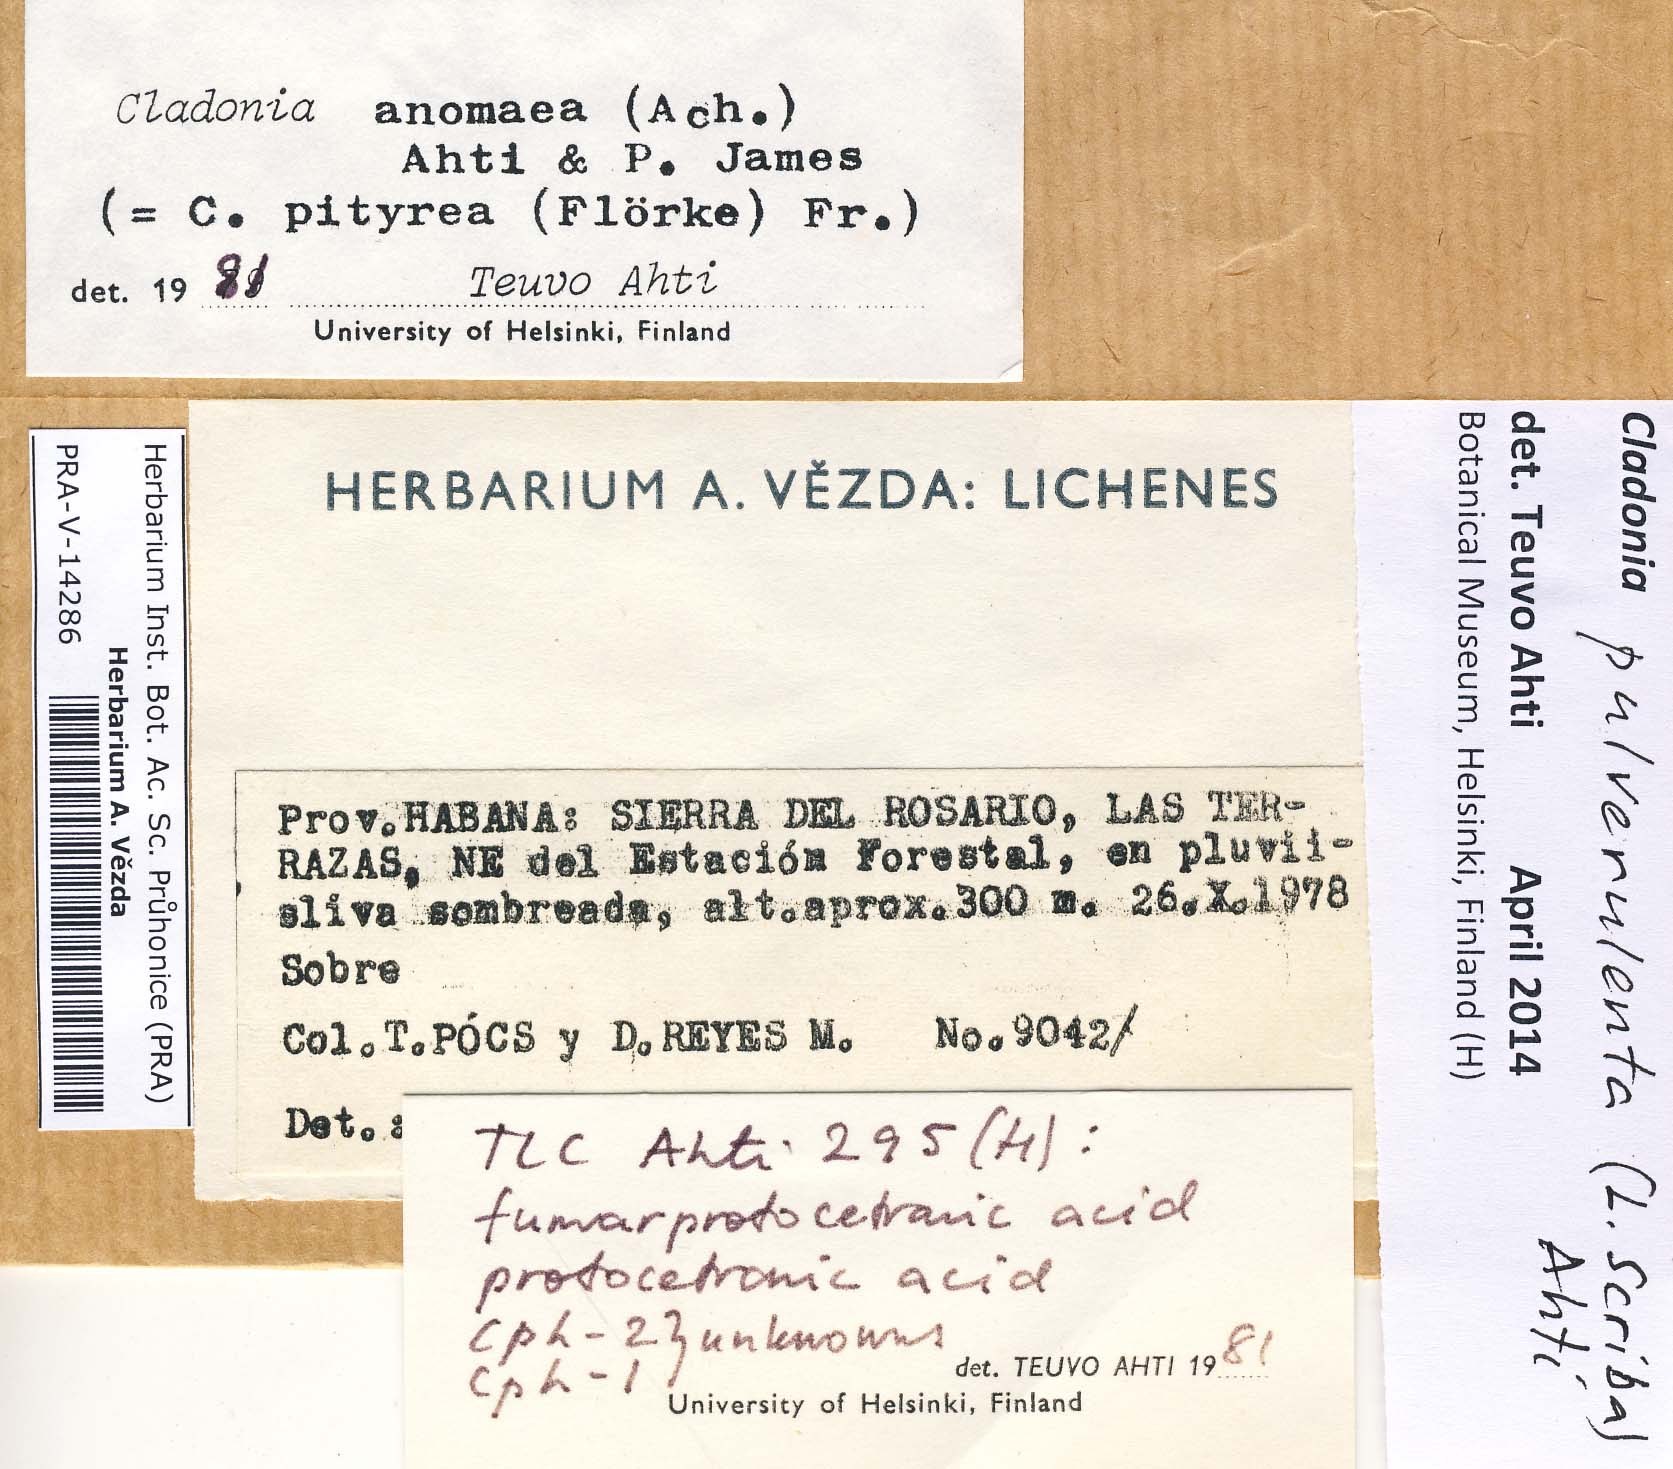 Cladonia anomaea (Ach.)
Ahti & P. James
(= C. pityrea (Flörke) Fr.)
det. 19 81 Teuvo Ahti
University of Helsinki, Finland
Herbarium Inst. Bot. Ac. Sc. Průhonice (PRA)
Herbarium A. Vězda
PRA-V-14286
HERBARIUM A. VĚZDA: LICHENES
Prov.HABANA: SIERRA DEL ROSARIO, LAS TER-
RAZAS, NE del Estación Forestal, en pluvii-
sliva sombreada, alt.aprox.300 m. 26.X.1978
Sobre
Col.T.PÓCS y D.REYES M. No.9042/
Det.:
TLC Ahti 295 (H):
fumarprotocetraric acid
protocetraric acid
cph-2 } unknowns
cph-1
det. TEUVO AHTI 19 81
University of Helsinki, Finland
Cladonia pulverulenta (L. Scriba)
Ahti
det. Teuvo Ahti April 2014
Botanical Museum, Helsinki, Finland (H)